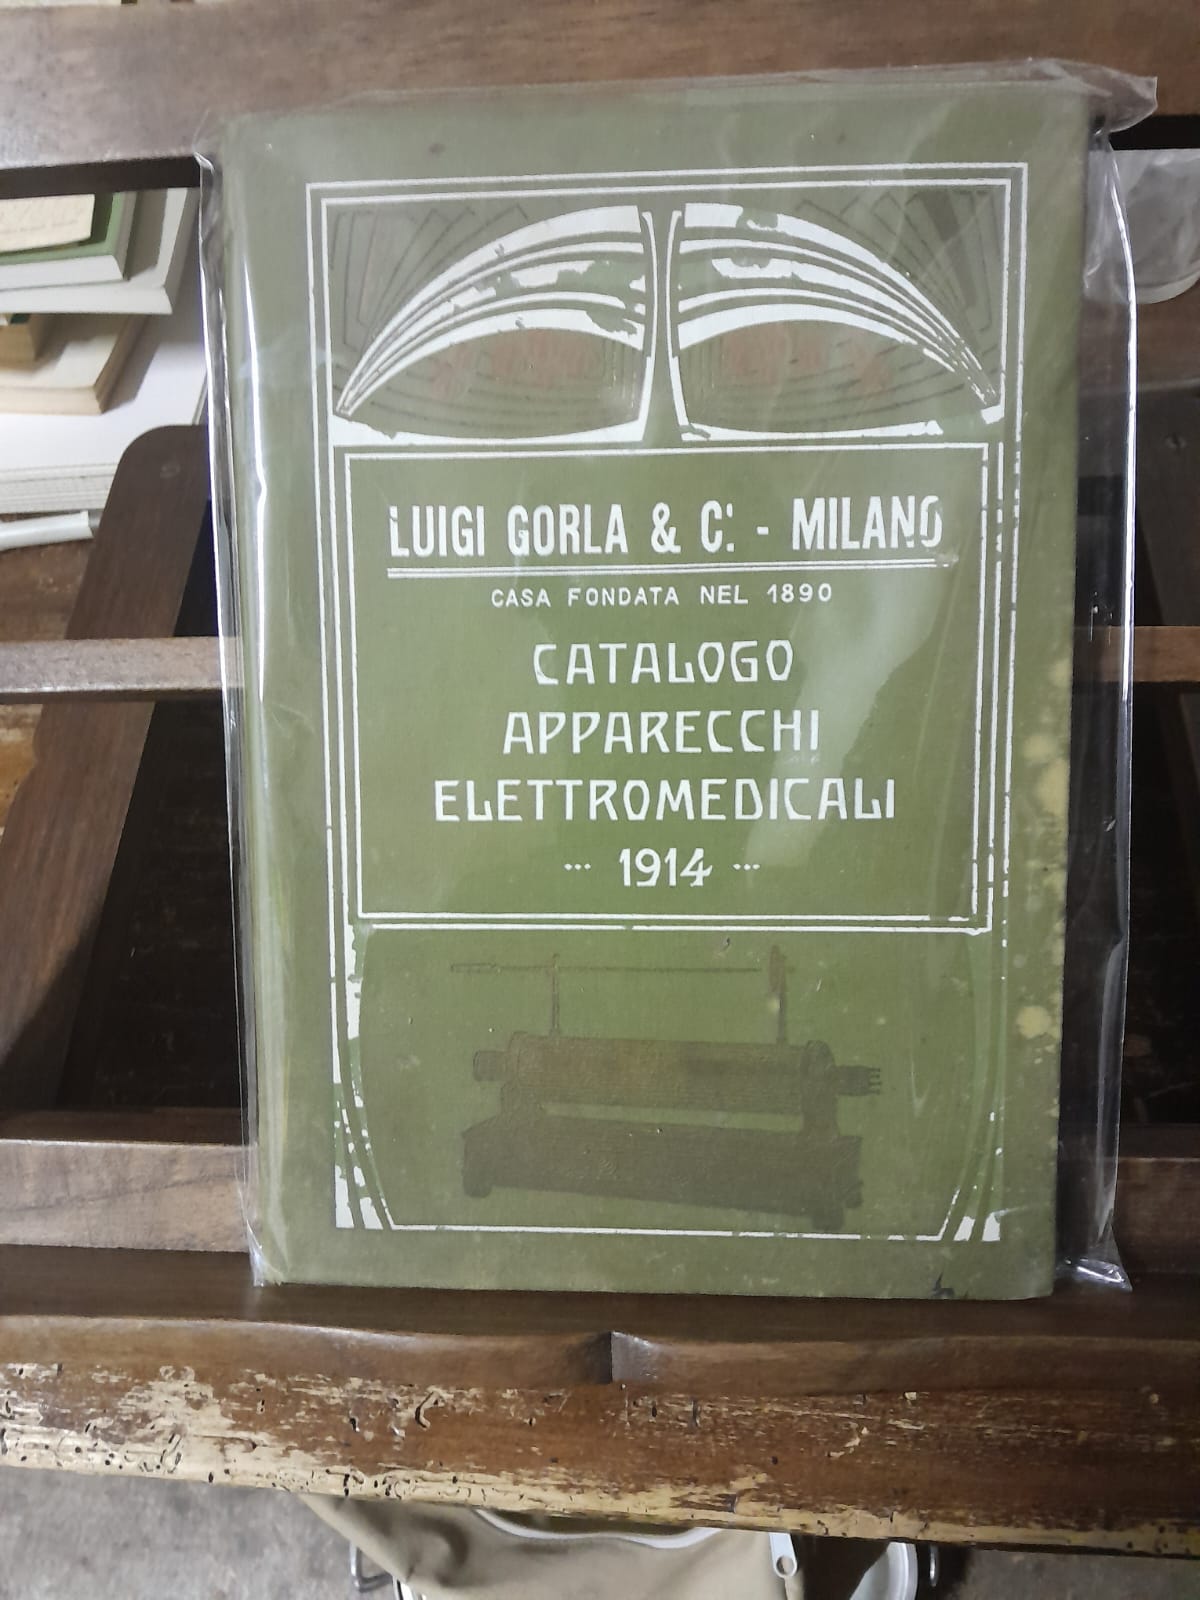 LUIGI GORLA & C. - MILANO
CASA FONDATA NEL 1890
CATALOGO
APPARECCHI
ELETTROMEDICALI
··· 1914 ···